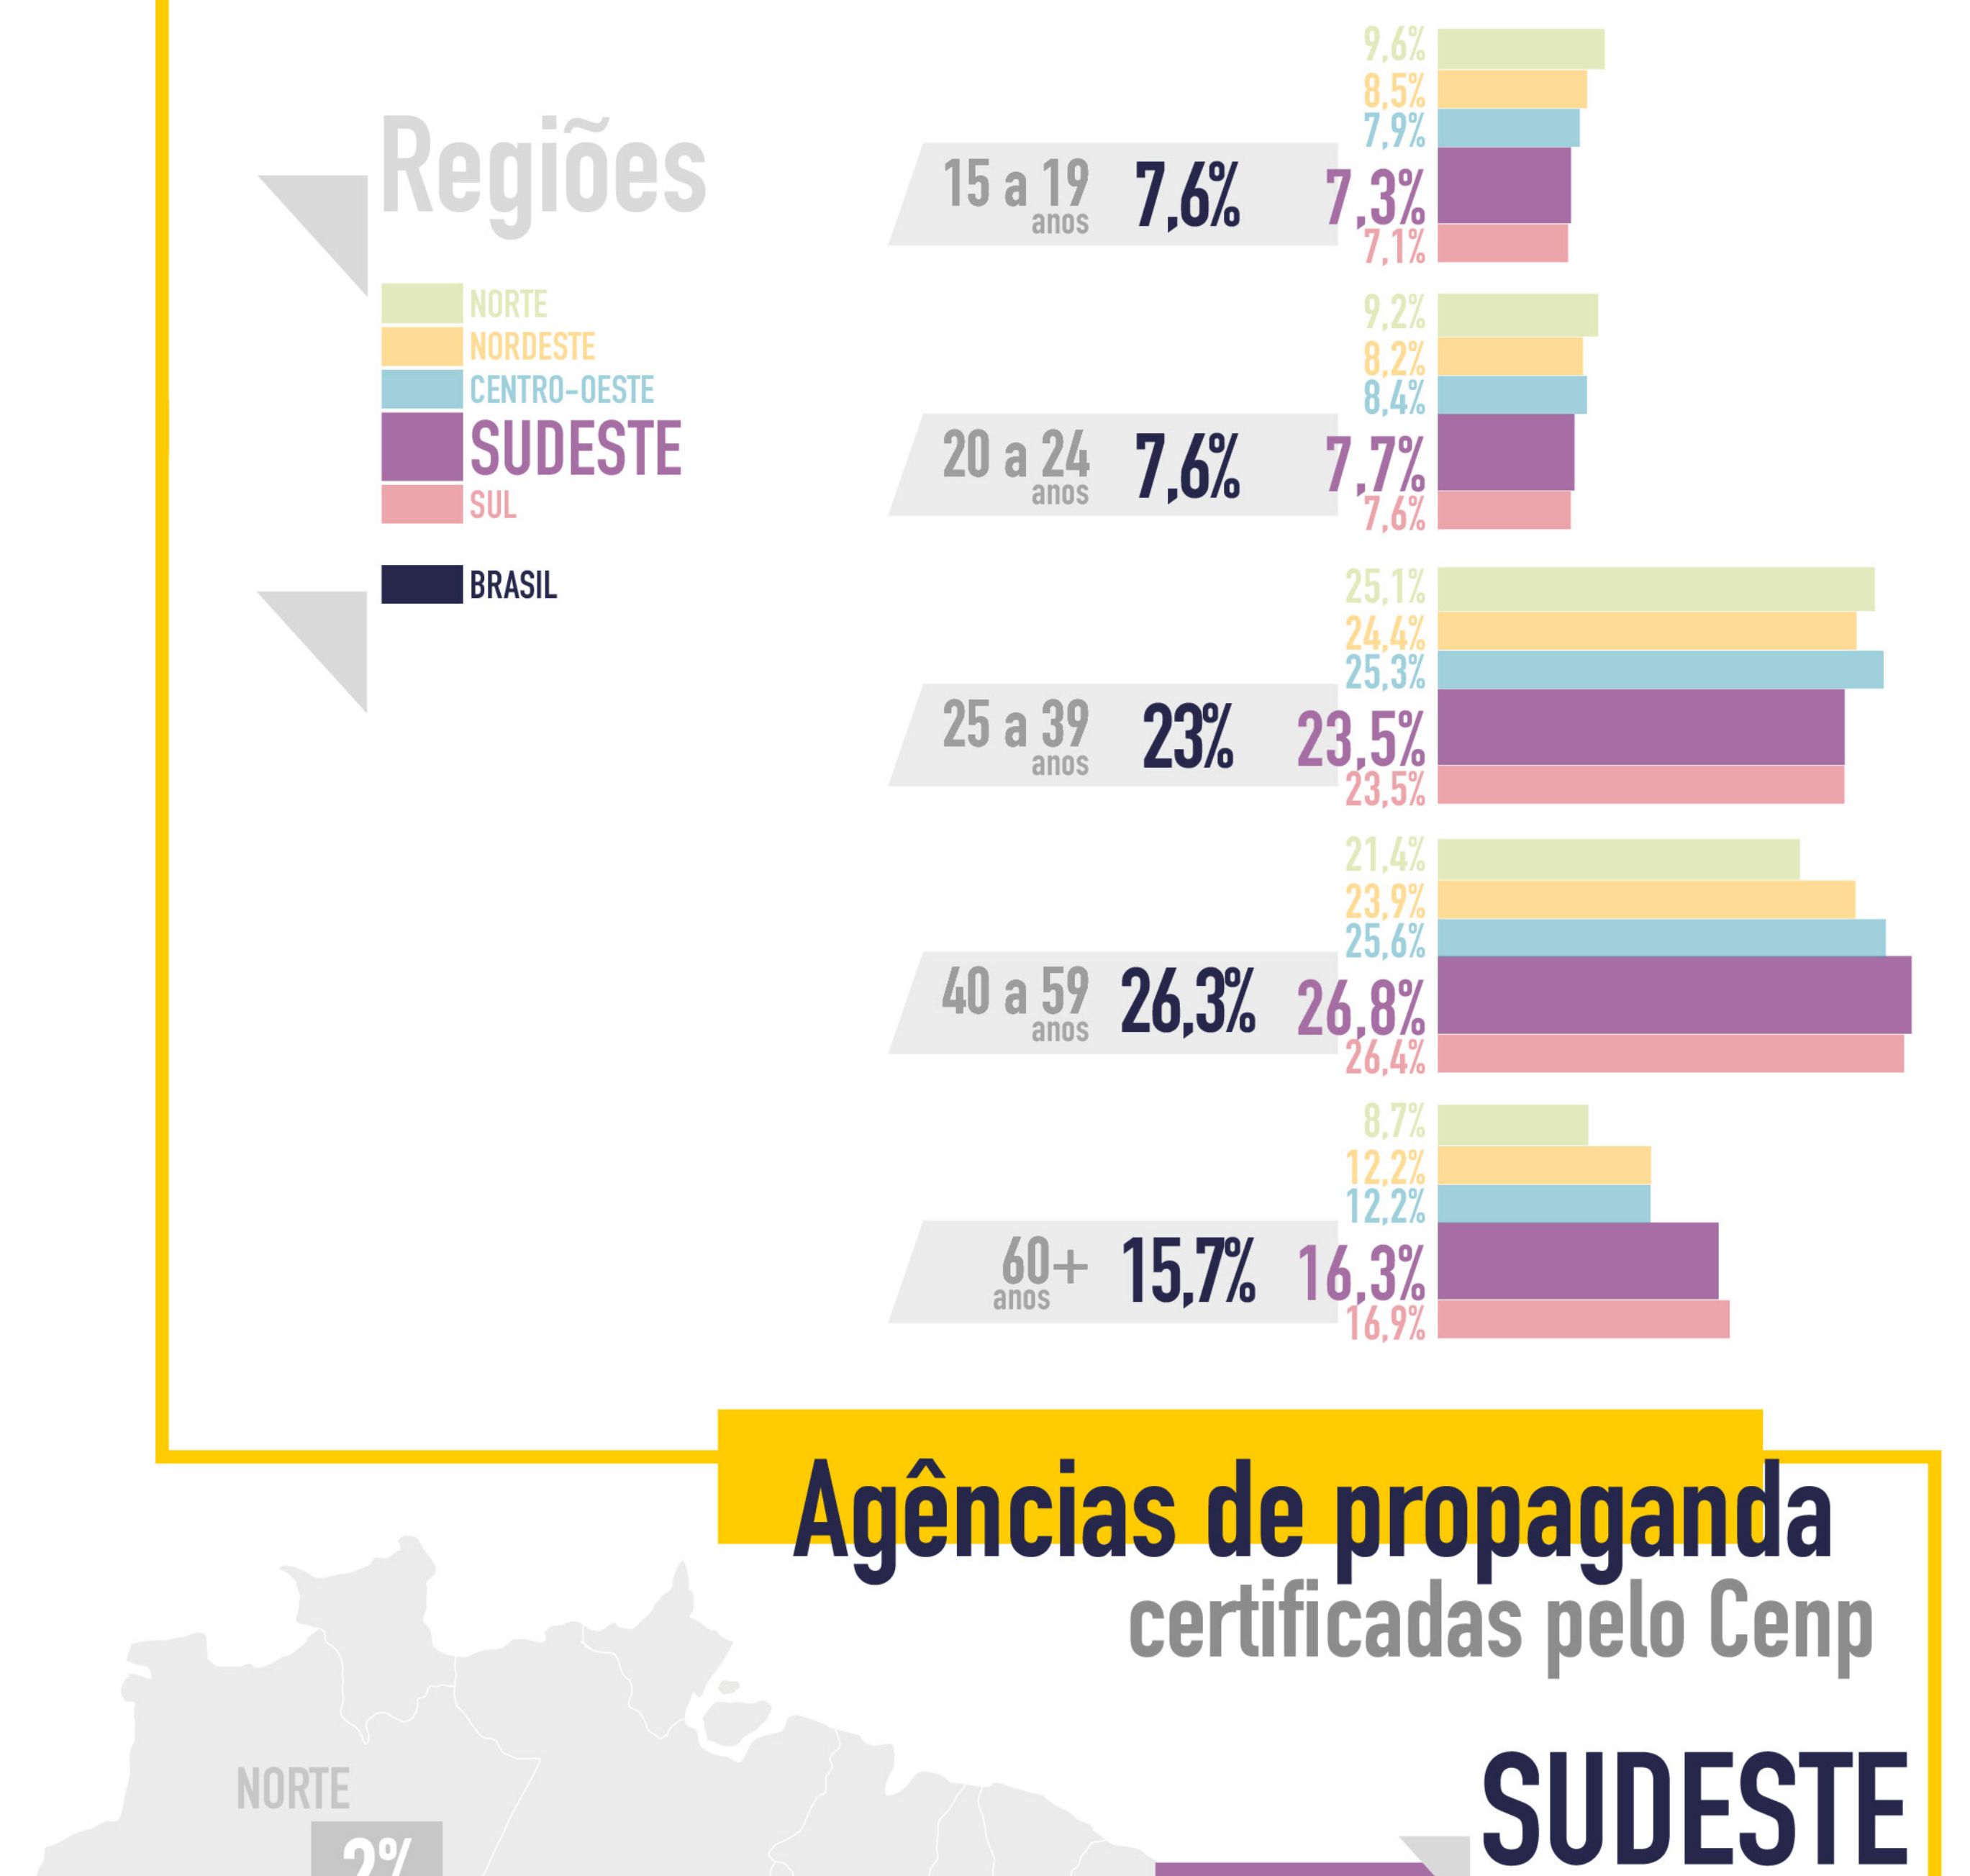 Regiões
NORTE
NORDESTE
CENTRO-OESTE
SUDESTE
SUL
BRASIL
9,6%
8,5%
7,9%
15 a 19 anos 7,6% 7,3%
7,1%
9,2%
8,2%
8,4%
20 a 24 anos 7,6% 7,7%
7,6%
25,1%
24,4%
25,3%
25 a 39 anos 23% 23,5%
23,5%
21,4%
23,9%
25,6%
40 a 59 anos 26,3% 26,8%
26,4%
8,7%
12,2%
12,2%
60+ anos 15,7% 16,3%
16,9%
Agências de propaganda
certificadas pelo Cenp
SUDESTE
NORTE
2%